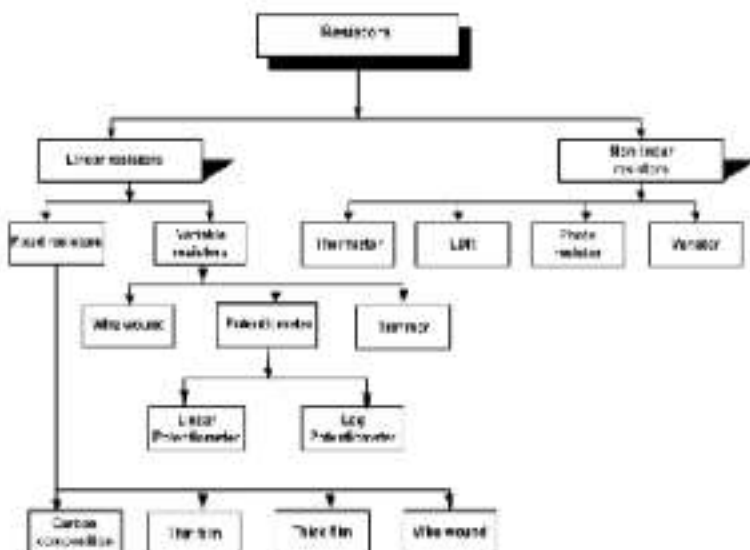 Resistors
Linear resistors
Non linear
resistors
Fixed resistors
Variable
resistors
Thermister
LDR
Photo
resistor
Varistor
Wire wound
Potentiometer
Trimmer
Linear
Potentiometer
Log
Potentiometer
Carbon
composition
Thin film
Thick film
Wire wound